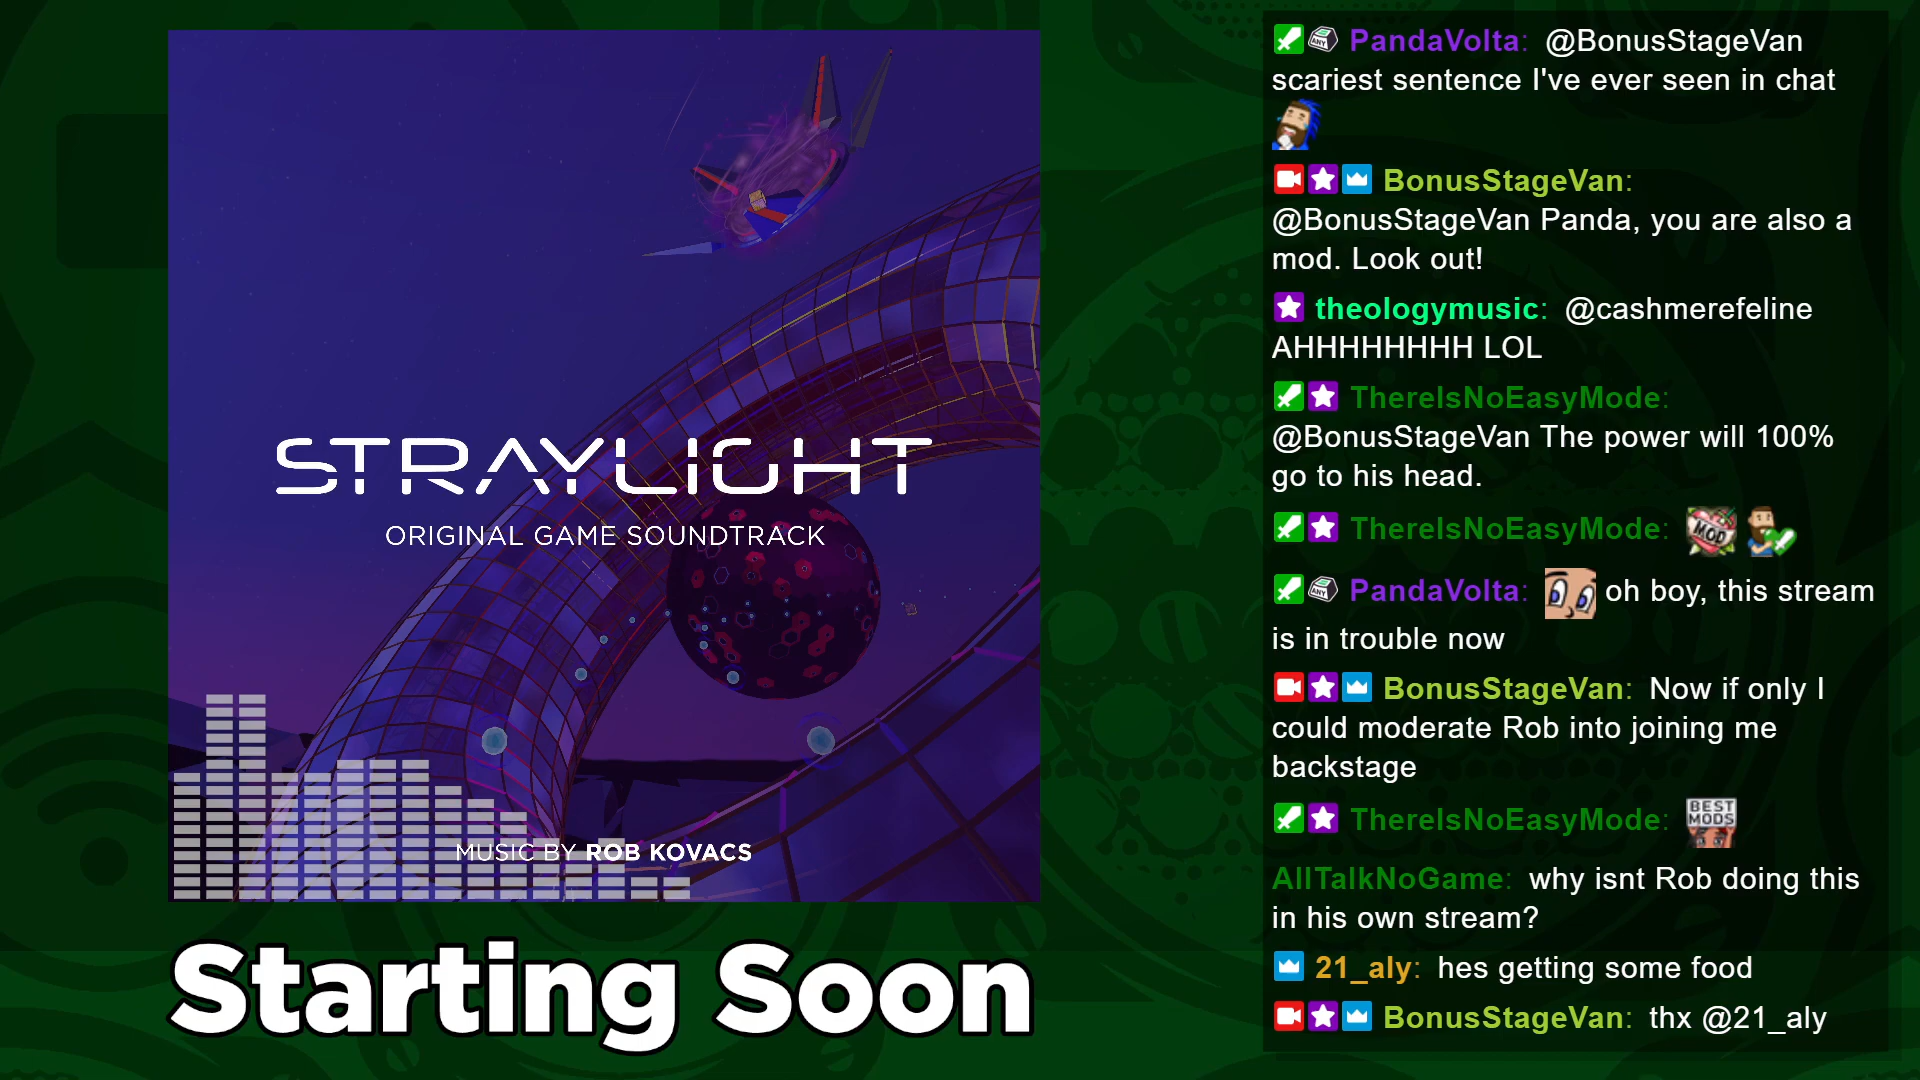 STRAYLIGHT
ORIGINAL GAME SOUNDTRACK
MUSIC BY ROB KOVACS
Starting Soon
ANY PandaVolta: @BonusStageVan
scariest sentence I've ever seen in chat
BonusStageVan:
@BonusStageVan Panda, you are also a
mod. Look out!
theologymusic: @cashmerefeline
AHHHHHHHH LOL
ThereIsNoEasyMode:
@BonusStageVan The power will 100%
go to his head.
ThereIsNoEasyMode: MOD
ANY PandaVolta: oh boy, this stream
is in trouble now
BonusStageVan: Now if only I
could moderate Rob into joining me
backstage
ThereIsNoEasyMode: BEST MODS
AllTalkNoGame: why isnt Rob doing this
in his own stream?
21_aly: hes getting some food
BonusStageVan: thx @21_aly